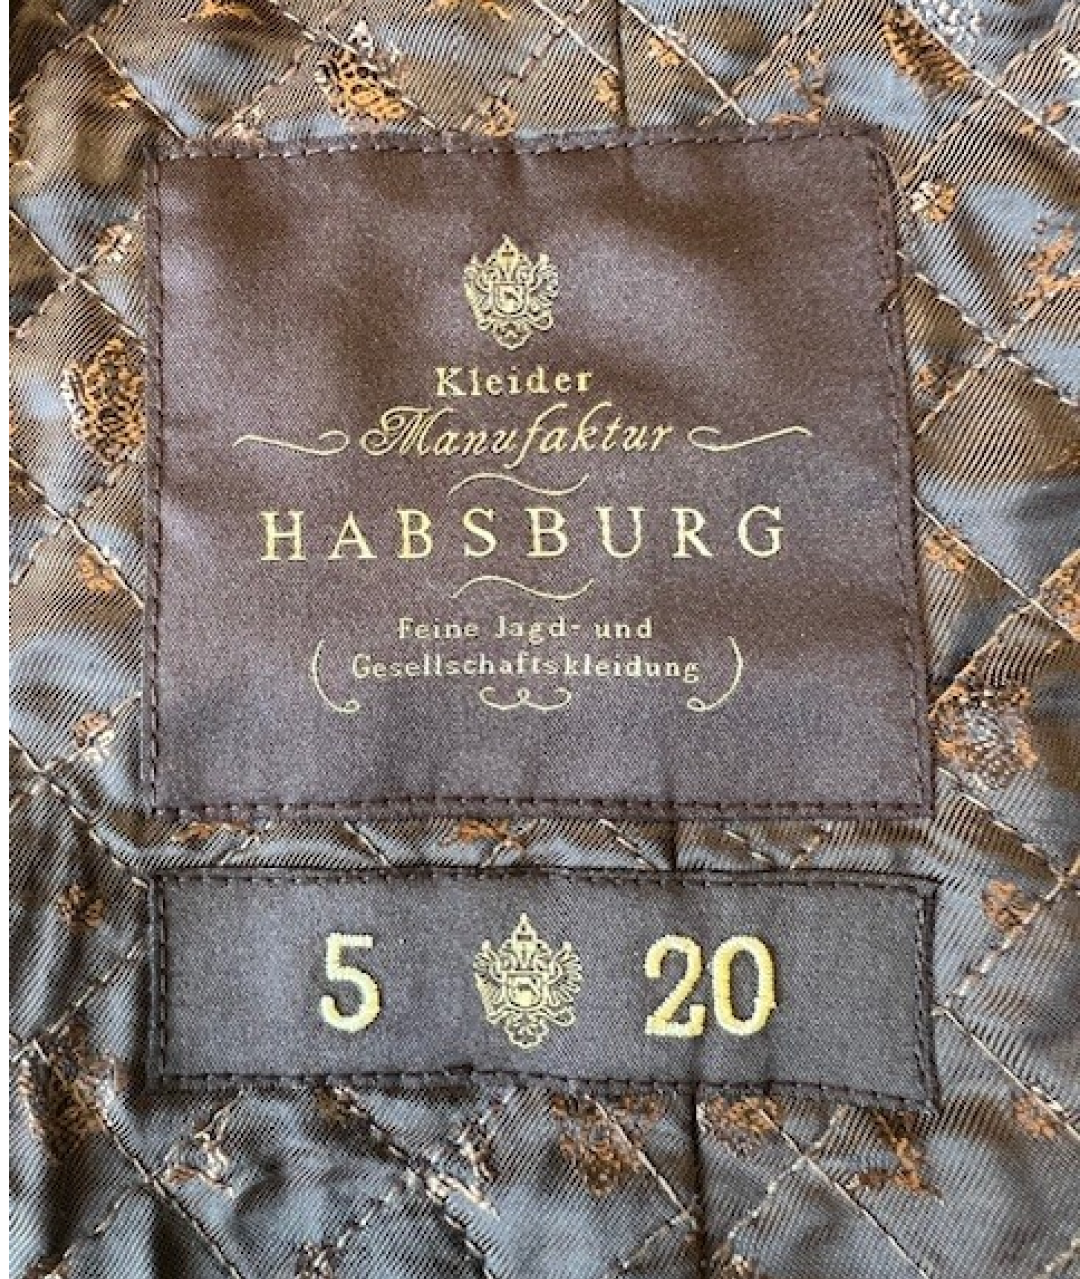 Kleider
Manufaktur
HABSBURG
Feine Jagd- und
Gesellschaftskleidung
5 20